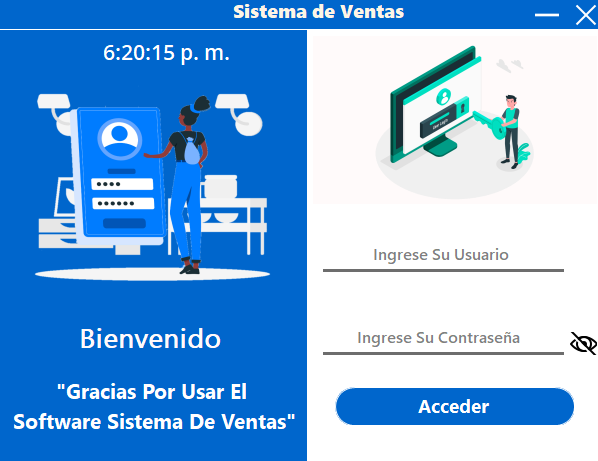 Sistema de Ventas
6:20:15 p. m.
Bienvenido
"Gracias Por Usar El
Software Sistema De Ventas"
Ingrese Su Usuario
Ingrese Su Contraseña
Acceder